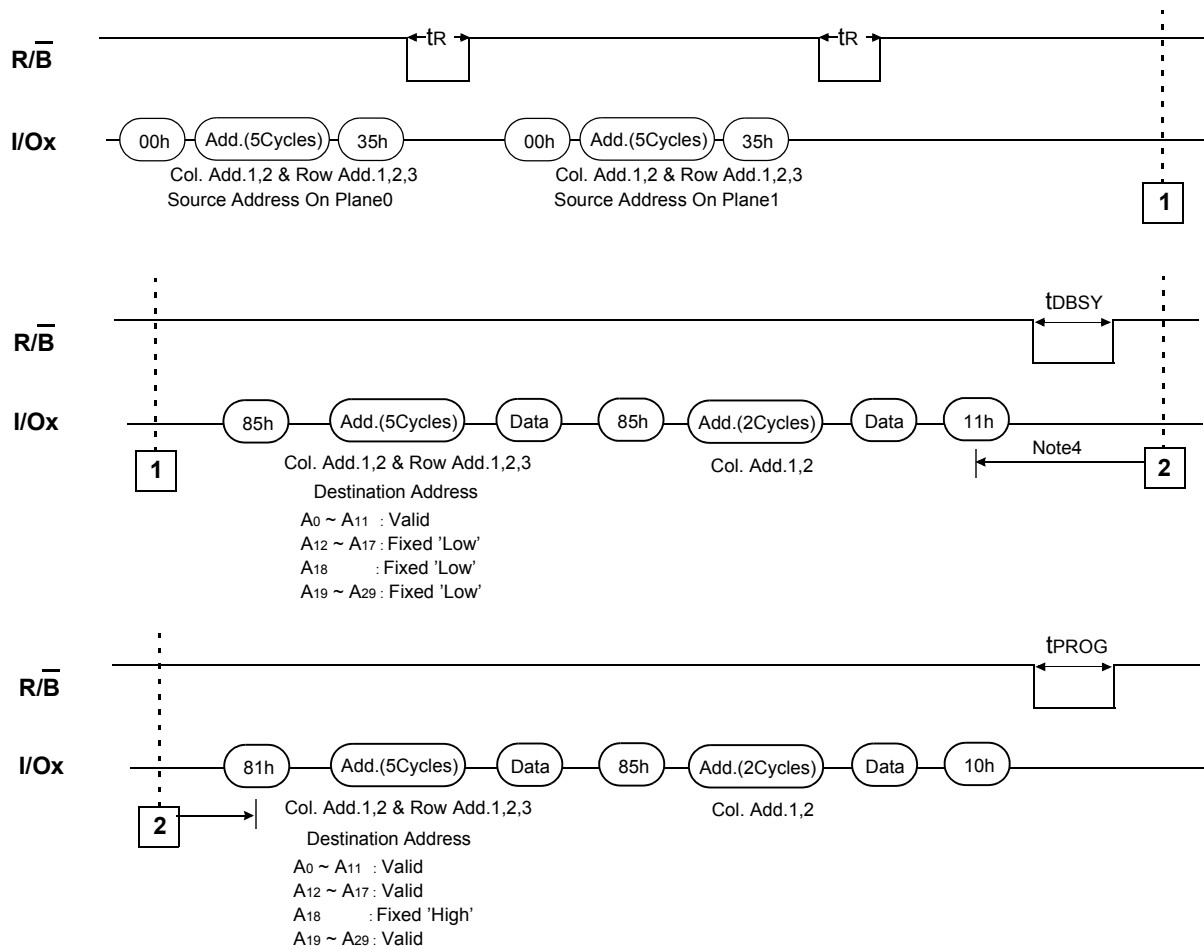 R/B tR tR
I/Ox 00h Add.(5Cycles) 35h 00h Add.(5Cycles) 35h
Col. Add.1,2 & Row Add.1,2,3 Col. Add.1,2 & Row Add.1,2,3
Source Address On Plane0 Source Address On Plane1
1
tDBSY
R/B
I/Ox 85h Add.(5Cycles) Data 85h Add.(2Cycles) Data 11h
Note4
1 Col. Add.1,2 & Row Add.1,2,3 Col. Add.1,2 2
Destination Address
A0 ~ A11 : Valid
A12 ~ A17 : Fixed 'Low'
A18 : Fixed 'Low'
A19 ~ A29 : Fixed 'Low'
tPROG
R/B
I/Ox 81h Add.(5Cycles) Data 85h Add.(2Cycles) Data 10h
2 Col. Add.1,2 & Row Add.1,2,3 Col. Add.1,2
Destination Address
A0 ~ A11 : Valid
A12 ~ A17 : Valid
A18 : Fixed 'High'
A19 ~ A29 : Valid